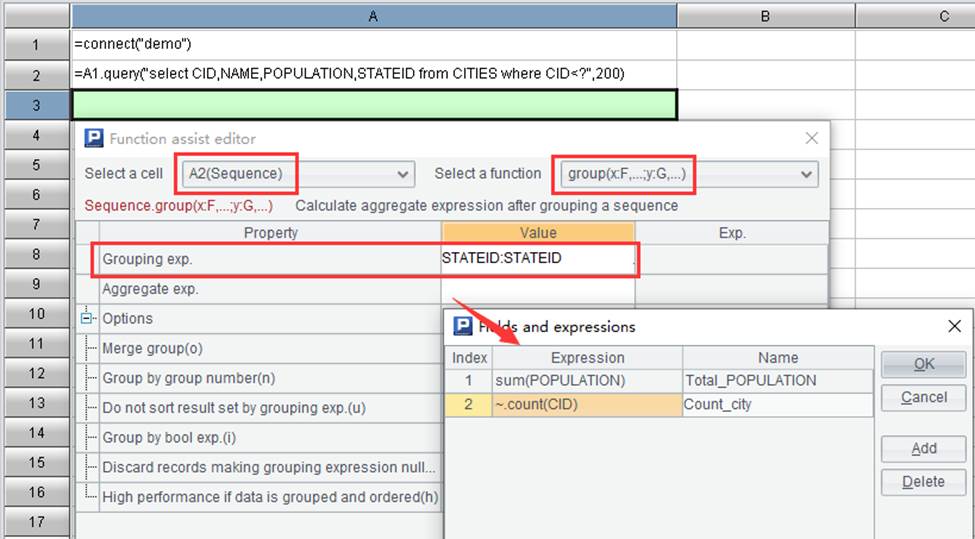 A B C
1 =connect("demo")
2 =A1.query("select CID,NAME,POPULATION,STATEID from CITIES where CID<?",200)
3
4 P Function assist editor
5 Select a cell A2(Sequence) Select a function group(x:F,...;y:G,...)
6 Sequence.group(x:F,...;y:G,...) Calculate aggregate expression after grouping a sequence
7 Property Value Exp.
8 Grouping exp. STATEID:STATEID
9 Aggregate exp.
10 Options P Fields and expressions
11 Merge group(o) Index Expression Name OK
12 Group by group number(n) 1 sum(POPULATION) Total_POPULATION Cancel
13 Do not sort result set by grouping exp.(u) 2 ~.count(CID) Count_city
14 Group by bool exp.(i) Add
15 Discard records making grouping expression null... Delete
16 High performance if data is grouped and ordered(h)
17